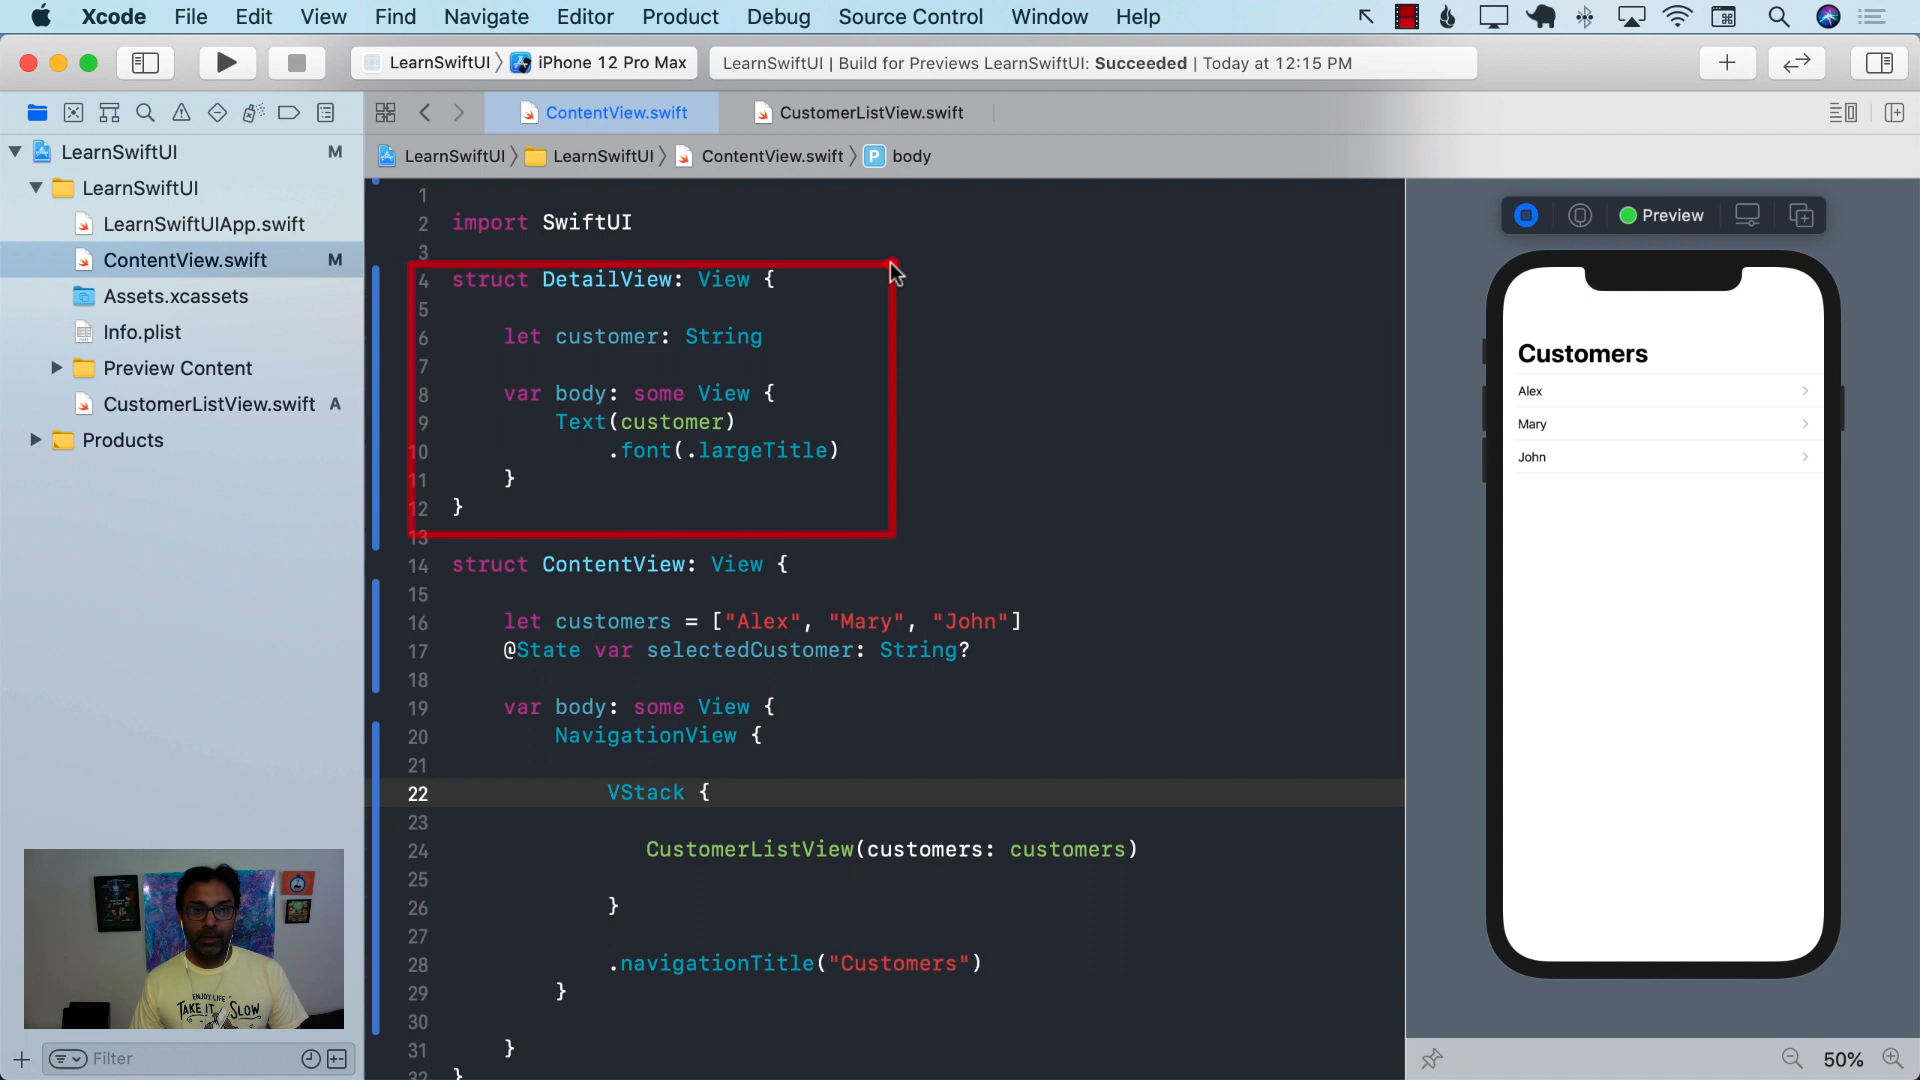 Xcode File Edit View Find Navigate Editor Product Debug Source Control Window Help
LearnSwiftUI iPhone 12 Pro Max
LearnSwiftUI | Build for Previews LearnSwiftUI: Succeeded | Today at 12:15 PM
ContentView.swift
CustomerListView.swift
LearnSwiftUI LearnSwiftUI ContentView.swift P body
LearnSwiftUI M
LearnSwiftUI
LearnSwiftUIApp.swift
ContentView.swift M
Assets.xcassets
Info.plist
Preview Content
CustomerListView.swift A
Products
1
2 import SwiftUI
3
4 struct DetailView: View {
5
6 let customer: String
7
8 var body: some View {
9 Text(customer)
10 .font(.largeTitle)
11 }
12 }
13
14 struct ContentView: View {
15
16 let customers = ["Alex", "Mary", "John"]
17 @State var selectedCustomer: String?
18
19 var body: some View {
20 NavigationView {
21
22 VStack {
23
24 CustomerListView(customers: customers)
25
26 }
27
28 .navigationTitle("Customers")
29 }
30
31 }
32 }
Preview
Customers
Alex
Mary
John
ENJOY LIFE
TAKE IT SLOW
Filter
50%